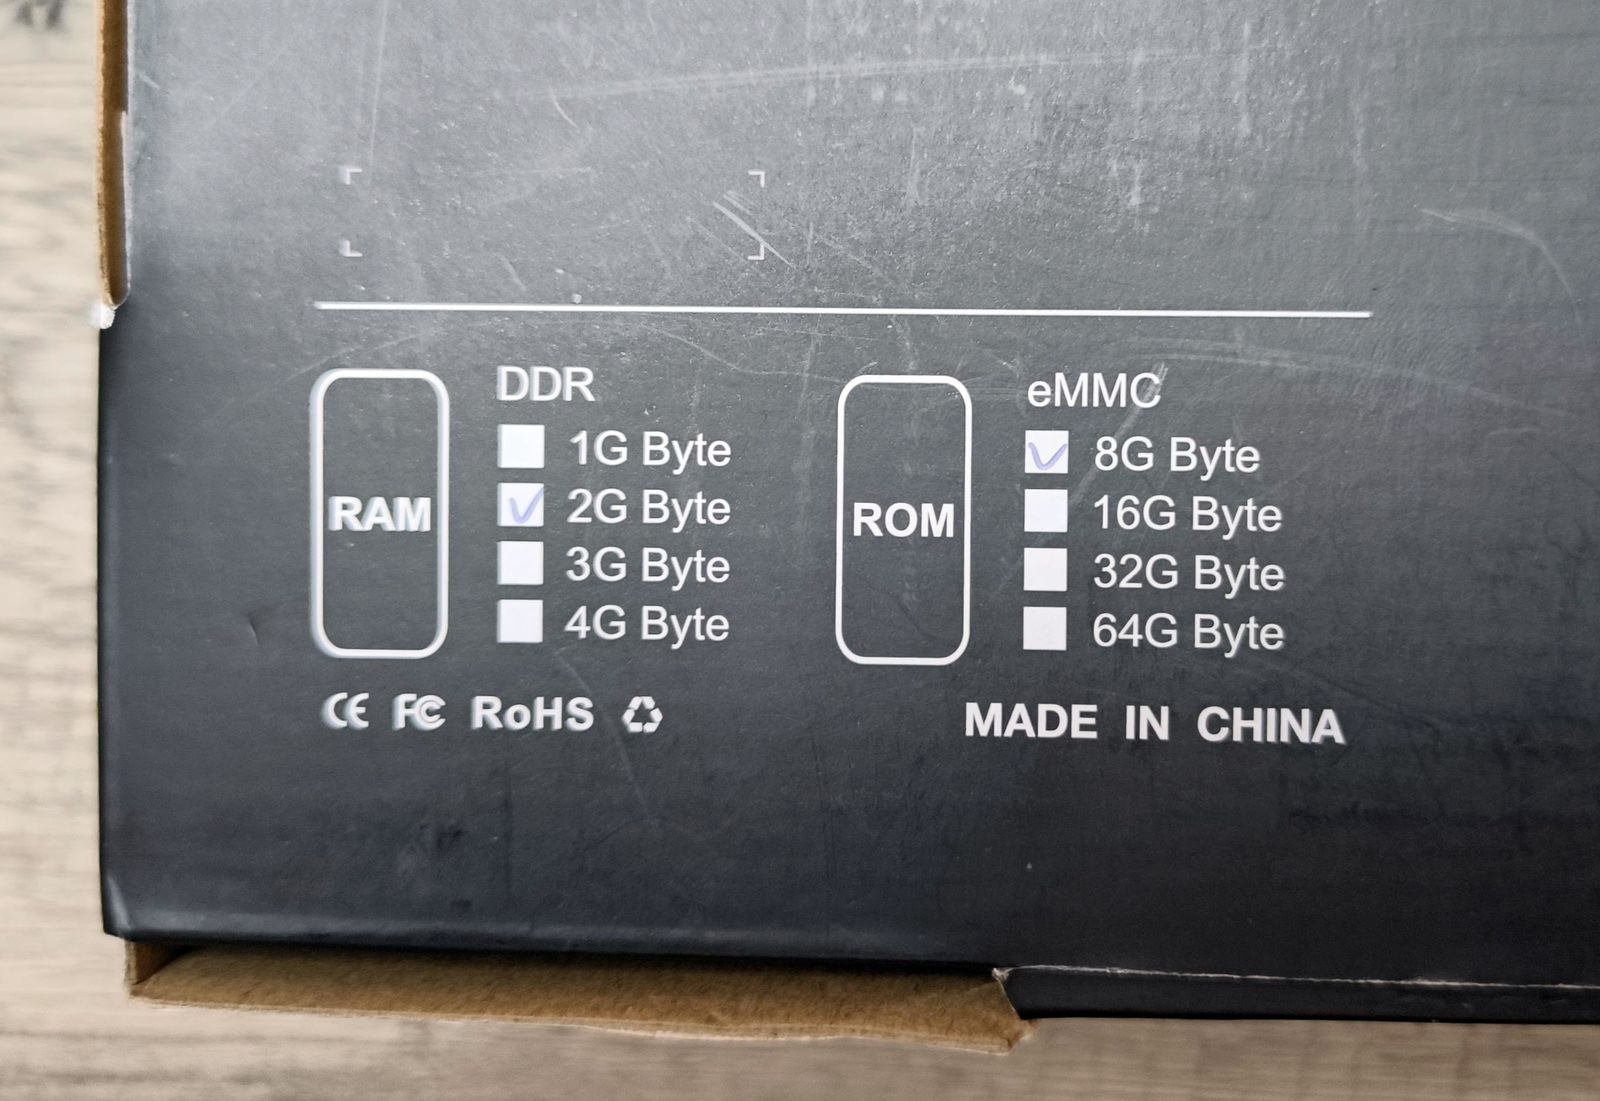 DDR
1G Byte
2G Byte
3G Byte
4G Byte
RAM
eMMC
8G Byte
16G Byte
32G Byte
64G Byte
ROM
CE FC RoHS
MADE IN CHINA